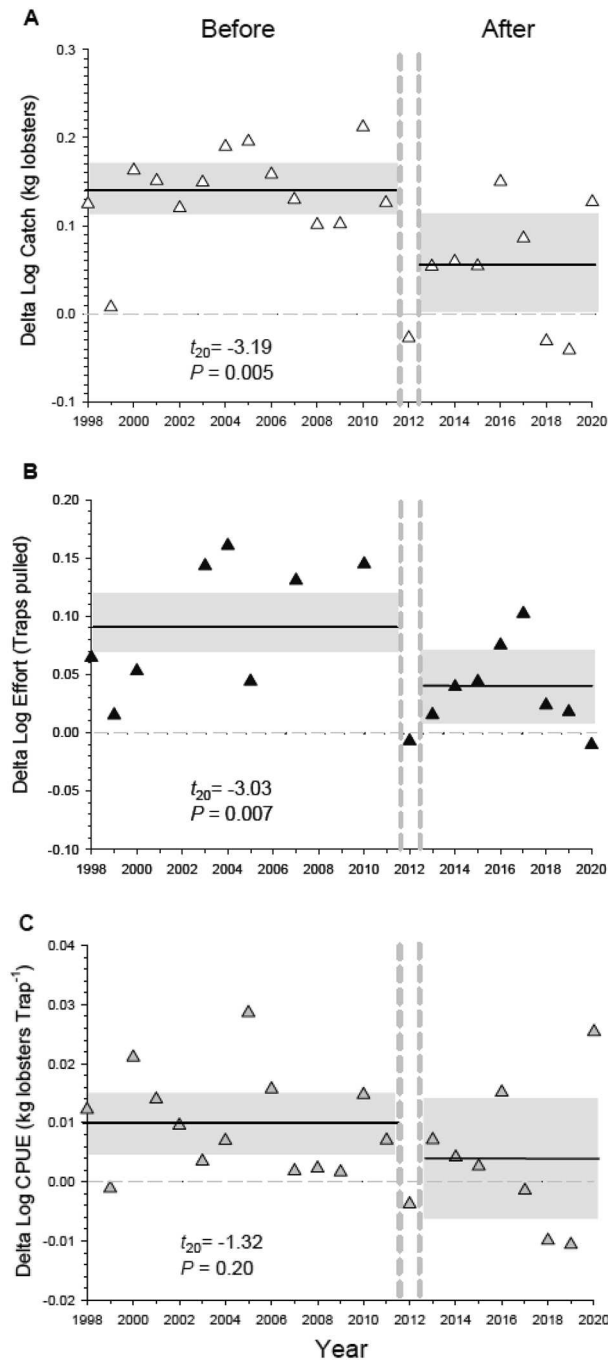 A
Before After
Delta Log Catch (kg lobsters)
0.3
0.2
0.1
0.0
-0.1
t20= -3.19
P = 0.005
1998 2000 2002 2004 2006 2008 2010 2012 2014 2016 2018 2020
B
Delta Log Effort (Traps pulled)
0.20
0.15
0.10
0.05
0.00
-0.05
-0.10
t20= -3.03
P = 0.007
1998 2000 2002 2004 2006 2008 2010 2012 2014 2016 2018 2020
C
Delta Log CPUE (kg lobsters Trap-1)
0.04
0.03
0.02
0.01
0.00
-0.01
-0.02
t20= -1.32
P = 0.20
1998 2000 2002 2004 2006 2008 2010 2012 2014 2016 2018 2020
Year